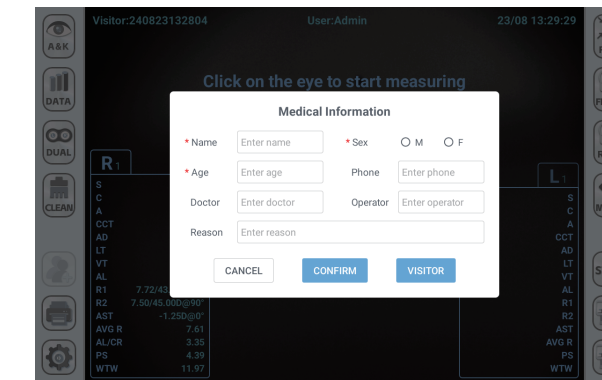 Visitor:240823132804 User:Admin 23/08 13:29:29
A&K
Click on the eye to start measuring
DATA
Medical Information
* Name Enter name * Sex M F
DUAL
* Age Enter age Phone Enter phone
Doctor Enter doctor Operator Enter operator
Reason Enter reason
CANCEL CONFIRM VISITOR
CLEAN
R1
S
C
A
CCT
AD
LT
VT
AL
R1 7.72/43.
R2 7.50/45.00D@90°
AST -1.25D@0°
AVG R 7.61
AL/CR 3.35
PS 4.39
WTW 11.97
L1
S
C
A
CCT
AD
LT
VT
AL
R1
R2
AST
AVG R
PS
WTW